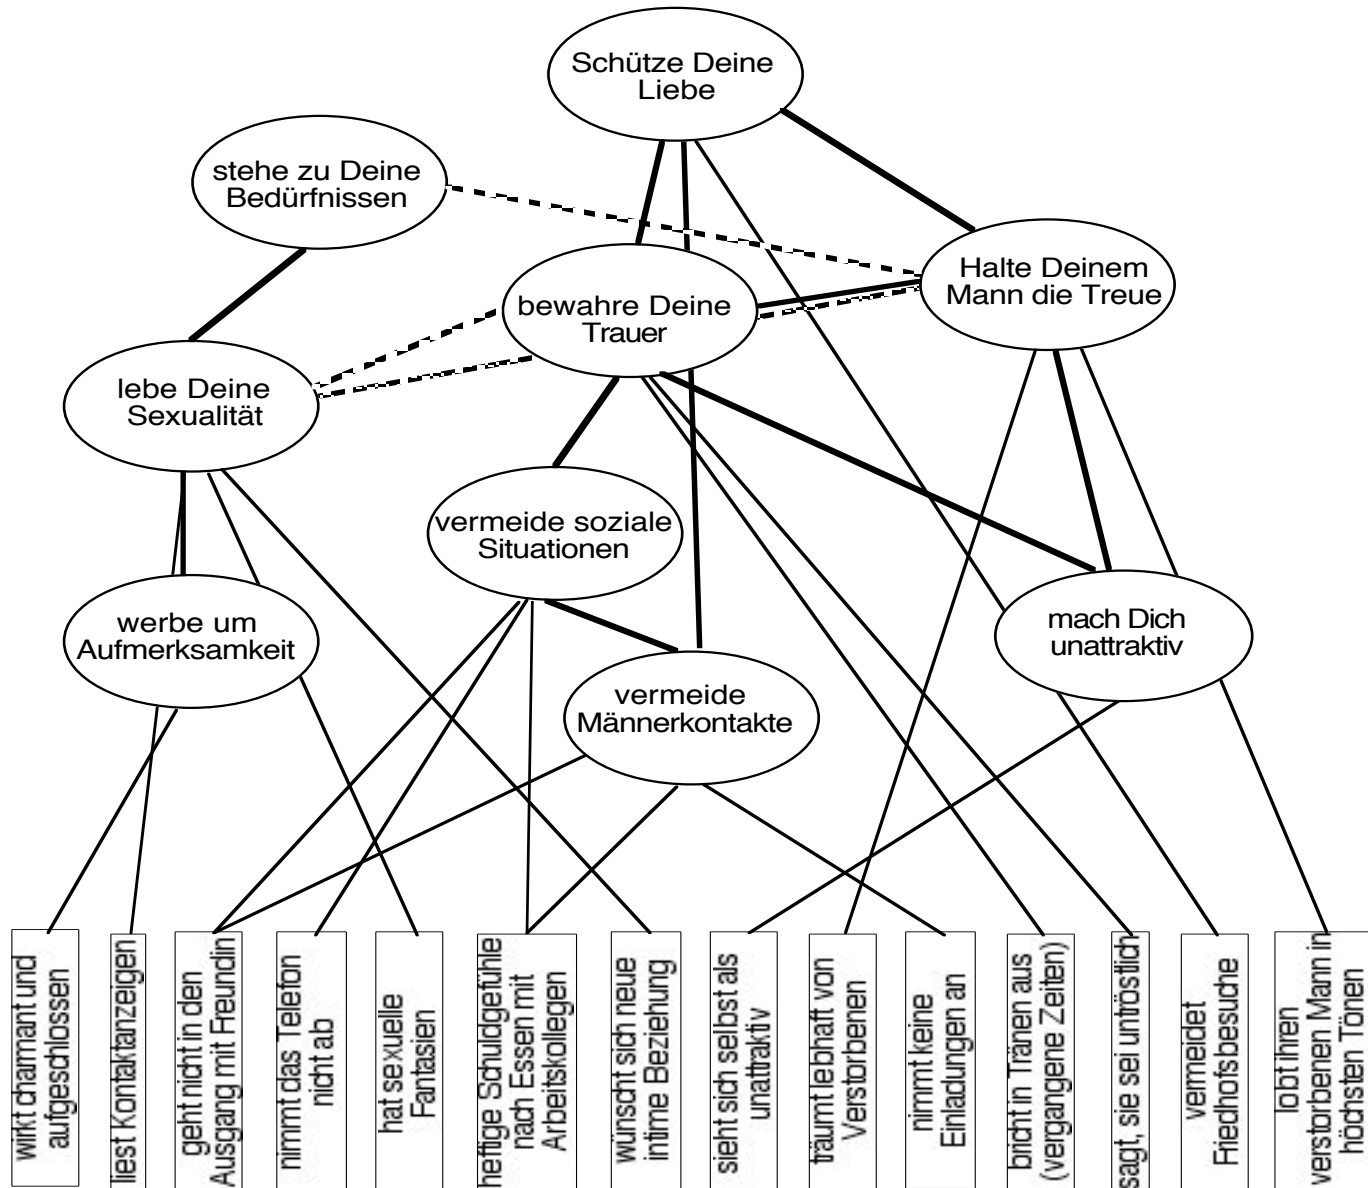 Schütze Deine
Liebe
stehe zu Deine
Bedürfnissen
Halte Deinem
Mann die Treue
bewahre Deine
Trauer
lebe Deine
Sexualität
vermeide soziale
Situationen
werbe um
Aufmerksamkeit
mach Dich
unattraktiv
vermeide
Männerkontakte
wirkt charmant und
aufgeschlossen
liest Kontaktanzeigen
geht nicht in den
Ausgang mit Freundin
nimmt das Telefon
nicht ab
hat sexuelle
Fantasien
heftige Schuldgefühle
nach Essen mit
Arbeitskollegen
wünscht sich neue
intime Beziehung
sieht sich selbst als
unattraktiv
träumt lebhaft von
Verstorbenen
nimmt keine
Einladungen an
bricht in Tränen aus
(vergangene Zeiten)
sagt, sie sei untröstlich
vermeidet
Friedhofsbesuche
lobt ihren
verstorbenen Mann in
höchsten Tönen